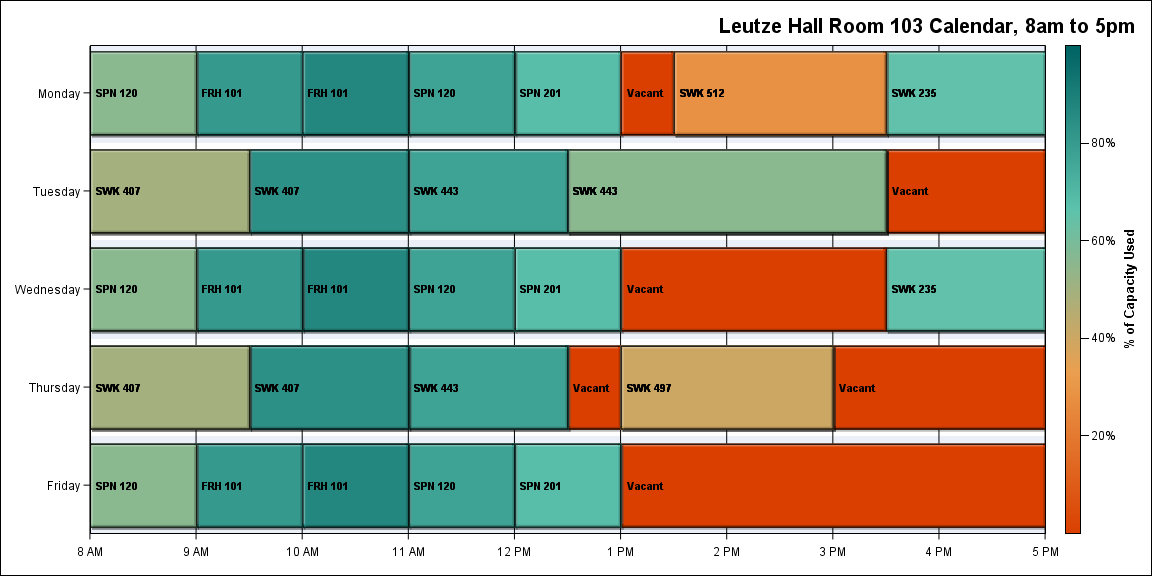 Leutze Hall Room 103 Calendar, 8am to 5pm
Monday
SPN 120
FRH 101
FRH 101
SPN 120
SPN 201
Vacant
SWK 512
SWK 235
Tuesday
SWK 407
SWK 407
SWK 443
SWK 443
Vacant
Wednesday
SPN 120
FRH 101
FRH 101
SPN 120
SPN 201
Vacant
SWK 235
Thursday
SWK 407
SWK 407
SWK 443
Vacant
SWK 497
Vacant
Friday
SPN 120
FRH 101
FRH 101
SPN 120
SPN 201
Vacant
8 AM
9 AM
10 AM
11 AM
12 PM
1 PM
2 PM
3 PM
4 PM
5 PM
80%
60%
40%
20%
% of Capacity Used